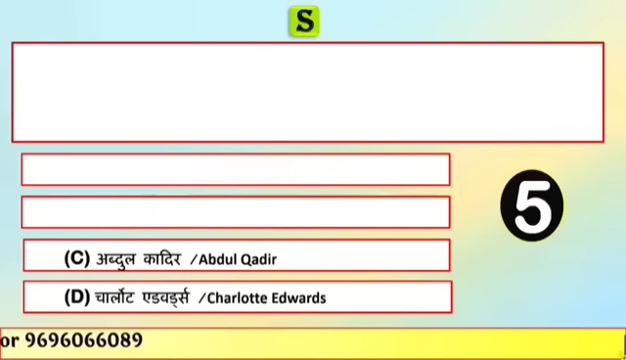 S
5
(C) अब्दुल कादिर /Abdul Qadir
(D) चार्लोट एडवर्ड्स /Charlotte Edwards
or 9696066089